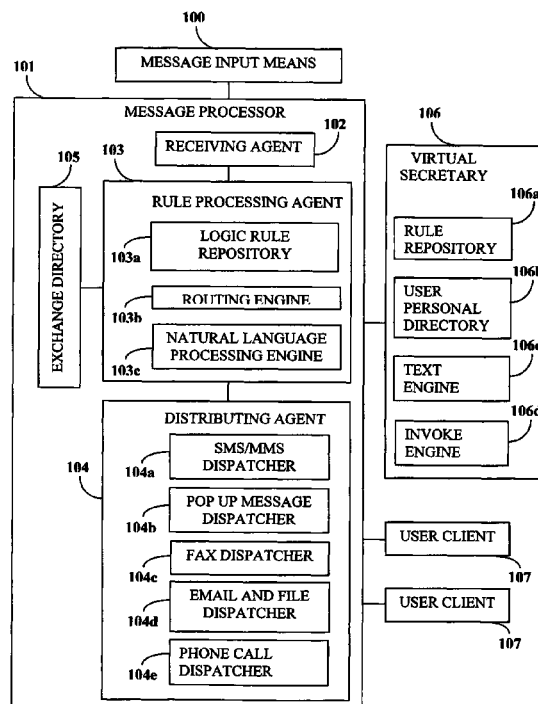 100
MESSAGE INPUT MEANS
101
MESSAGE PROCESSOR
RECEIVING AGENT
102
103
105
EXCHANGE DIRECTORY
RULE PROCESSING AGENT
103a
LOGIC RULE
REPOSITORY
ROUTING ENGINE
103b
NATURAL LANGUAGE
PROCESSING ENGINE
103c
DISTRIBUTING AGENT
104
104a
SMS/MMS
DISPATCHER
104b
POP UP MESSAGE
DISPATCHER
104c
FAX DISPATCHER
104d
EMAIL AND FILE
DISPATCHER
104e
PHONE CALL
DISPATCHER
106
VIRTUAL
SECRETARY
106a
RULE
REPOSITORY
106b
USER
PERSONAL
DIRECTORY
106c
TEXT
ENGINE
106d
INVOKE
ENGINE
USER CLIENT
107
USER CLIENT
107